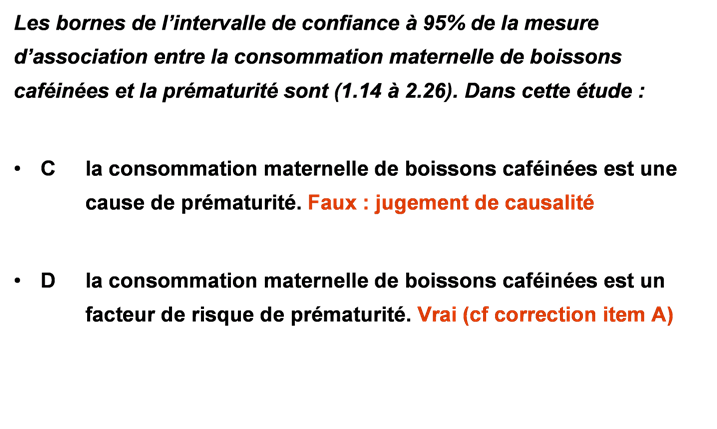 Les bornes de l’intervalle de confiance à 95% de la mesure
d’association entre la consommation maternelle de boissons
caféinées et la prématurité sont (1.14 à 2.26). Dans cette étude :
• C la consommation maternelle de boissons caféinées est une
cause de prématurité. Faux : jugement de causalité
• D la consommation maternelle de boissons caféinées est un
facteur de risque de prématurité. Vrai (cf correction item A)